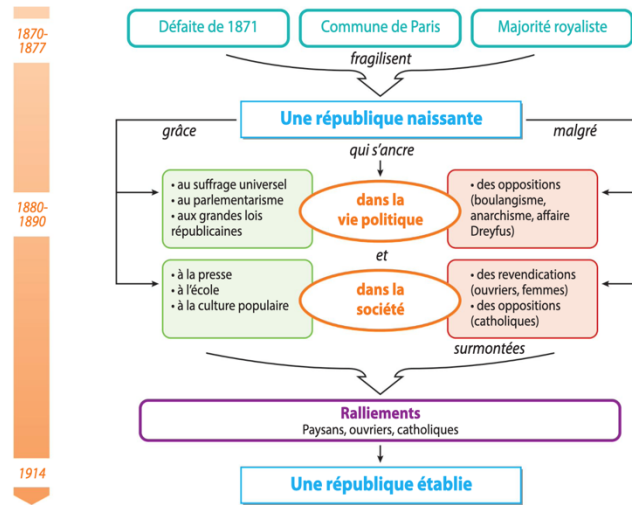 1870-
1877
Défaite de 1871
Commune de Paris
Majorité royaliste
fragilisent
Une république naissante
grâce
malgré
qui s'ancre
1880-
1890
• au suffrage universel
• au parlementarisme
• aux grandes lois
républicaines
dans la
vie politique
• des oppositions
(boulangisme,
anarchisme, affaire
Dreyfus)
et
• à la presse
• à l'école
• à la culture populaire
dans la
société
• des revendications
(ouvriers, femmes)
• des oppositions
(catholiques)
surmontées
Ralliements
Paysans, ouvriers, catholiques
1914
Une république établie